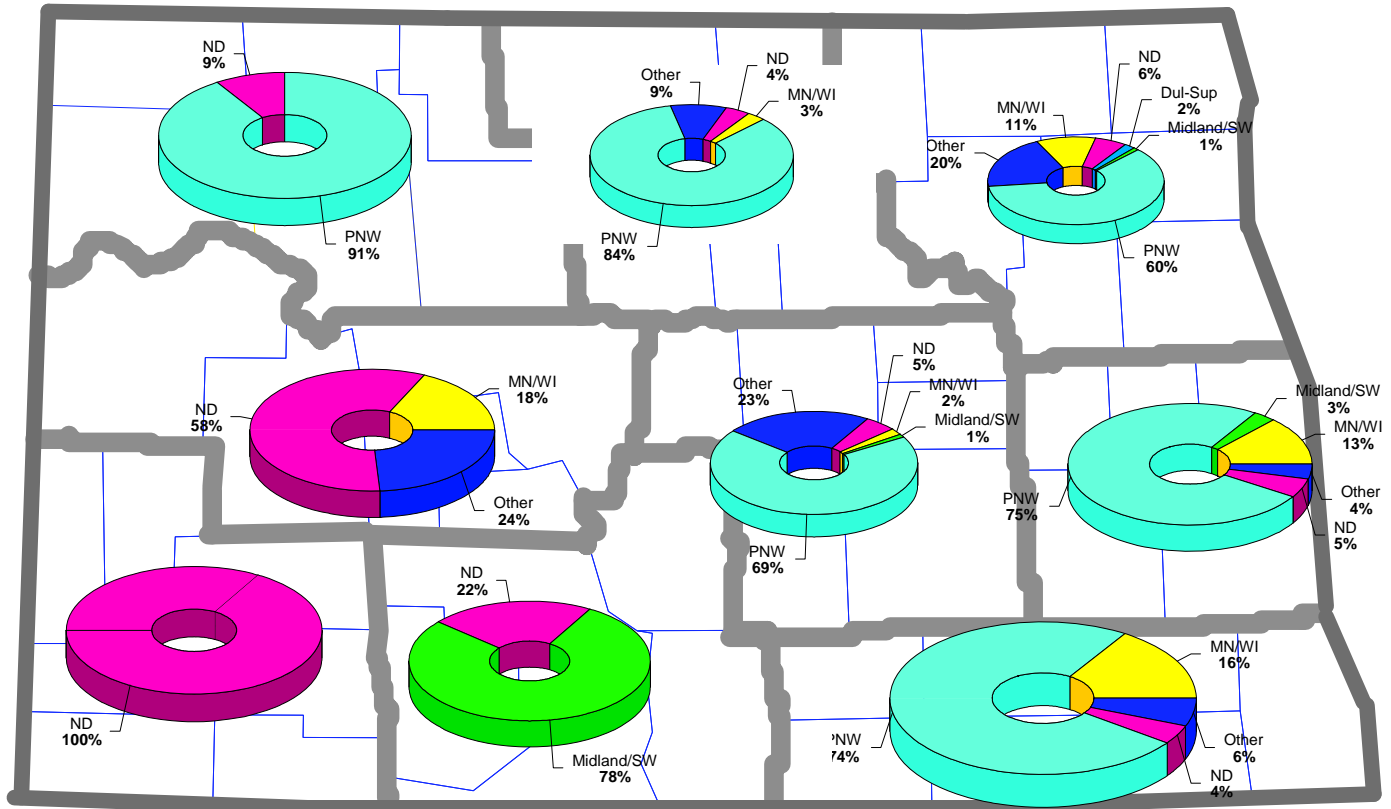 ND
9%
PNW
91%
Other
9%
ND
4%
MN/WI
3%
PNW
84%
ND
6%
Dul-Sup
2%
MN/WI
11%
Midland/SW
1%
Other
20%
PNW
60%
MN/WI
18%
ND
58%
Other
24%
ND
5%
Other
23%
MN/WI
2%
Midland/SW
1%
PNW
69%
Midland/SW
3%
MN/WI
13%
PNW
75%
Other
4%
ND
5%
ND
100%
ND
22%
Midland/SW
78%
MN/WI
16%
PNW
74%
Other
6%
ND
4%